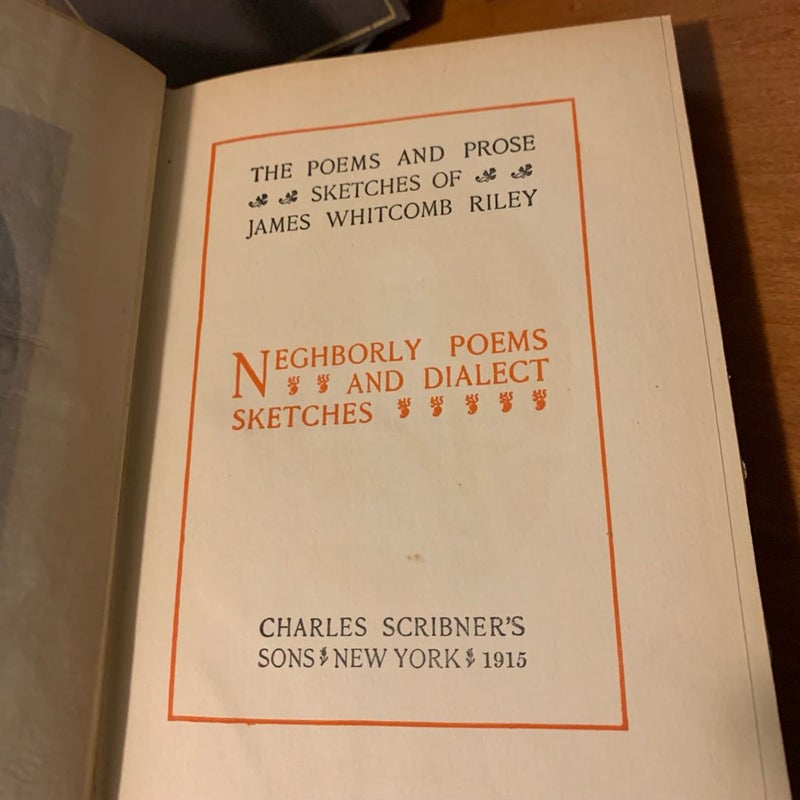 THE POEMS AND PROSE
SKETCHES OF
JAMES WHITCOMB RILEY
NEGHBORLY POEMS
AND DIALECT
SKETCHES
CHARLES SCRIBNER'S
SONS NEW YORK 1915